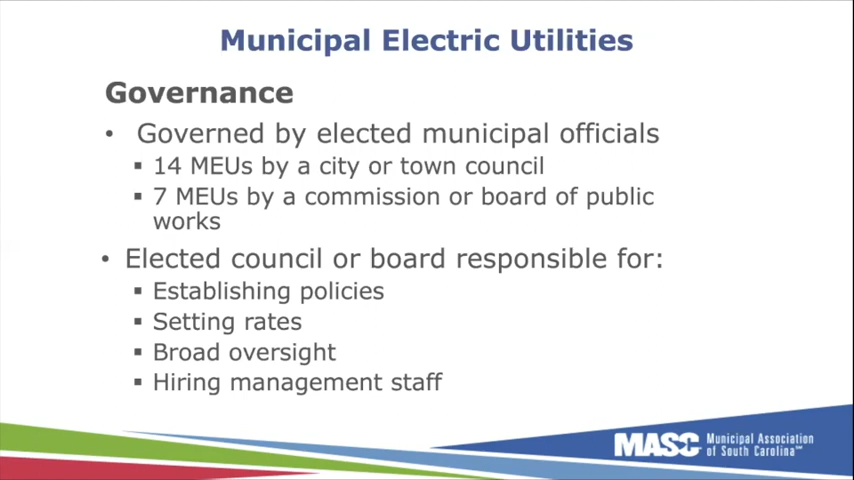 Municipal Electric Utilities
Governance
• Governed by elected municipal officials
▪ 14 MEUs by a city or town council
▪ 7 MEUs by a commission or board of public
works
• Elected council or board responsible for:
▪ Establishing policies
▪ Setting rates
▪ Broad oversight
▪ Hiring management staff
MASC Municipal Association
of South Carolina℠